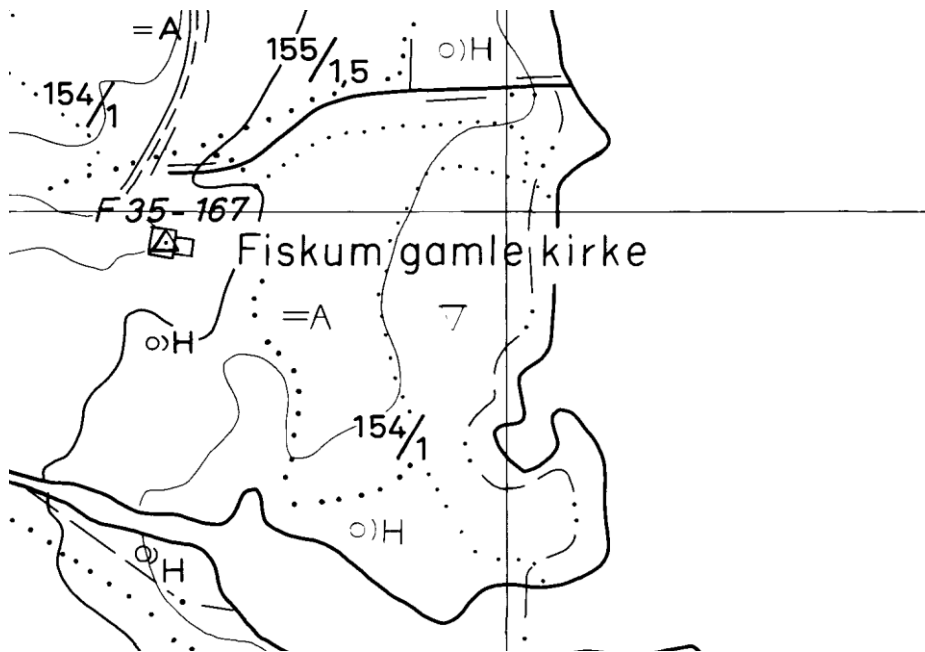 =A
155/1,5
O)H
154/1
F 35-167
Fiskum gamle kirke
=A
O)H
154/1
O)H
O)H